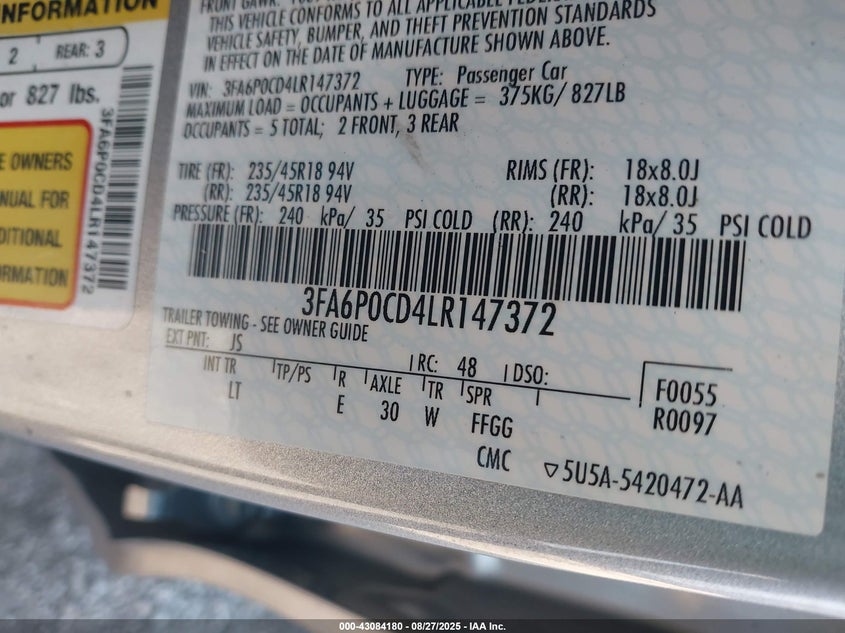 INFORMATION
2 REAR: 3
or 827 lbs.
OWNERS
MANUAL FOR
DDITIONAL
FORMATION
3FA6P0CD4LR147372
THIS VEHICLE CONFORMS TO ALL APPLICABLE
VEHICLE SAFETY, BUMPER, AND THEFT PREVENTION STANDARDS
IN EFFECT ON THE DATE OF MANUFACTURE SHOWN ABOVE.
VIN: 3FA6P0CD4LR147372 TYPE: Passenger Car
MAXIMUM LOAD = OCCUPANTS + LUGGAGE = 375KG/ 827LB
OCCUPANTS = 5 TOTAL; 2 FRONT, 3 REAR
TIRE (FR): 235/45R18 94V RIMS (FR): 18x8.0J
(RR): 235/45R18 94V (RR): 18x8.0J
PRESSURE (FR): 240 kPa/ 35 PSI COLD (RR): 240 kPa/ 35 PSI COLD
3FA6P0CD4LR147372
TRAILER TOWING - SEE OWNER GUIDE
EXT PNT: JS RC: 48 DSO:
INT TR TP/PS R AXLE TR SPR F0055
LT E 30 W FFGG R0097
CMC ▽5U5A-5420472-AA
000-43084180 - 08/27/2025 - IAA Inc.